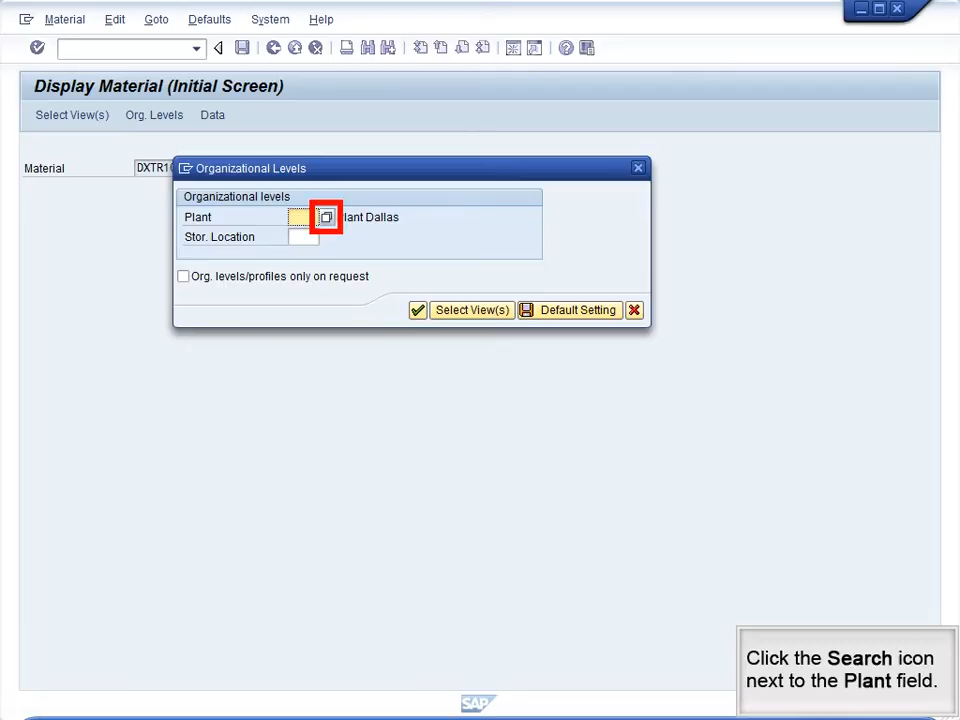 Material Edit Goto Defaults System Help
Display Material (Initial Screen)
Select View(s) Org. Levels Data
Material DXTR1
Organizational Levels
Organizational levels
Plant lant Dallas
Stor. Location
Org. levels/profiles only on request
Select View(s) Default Setting
Click the Search icon
next to the Plant field.
SAP